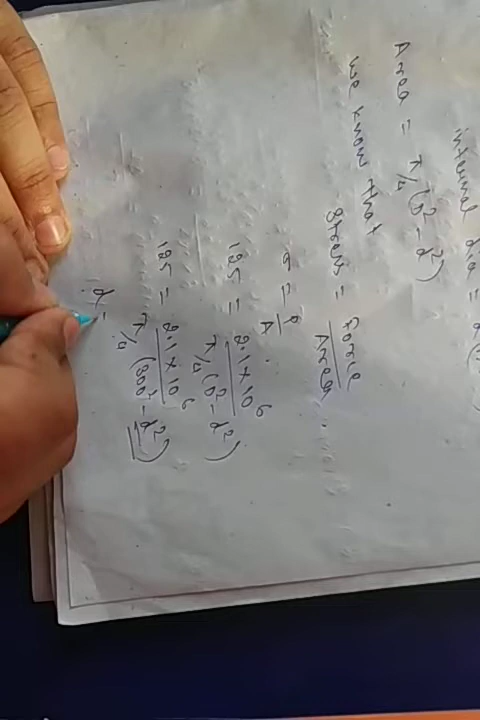 internal dia =
Area = π/4 (D² - d²)
we know that
Stress = Force / Area
σ = P / A
125 = 2.1 × 10⁶ / π/4 (D² - d²)
125 = 2.1 × 10⁶ / π/4 (300² - d²)
d =